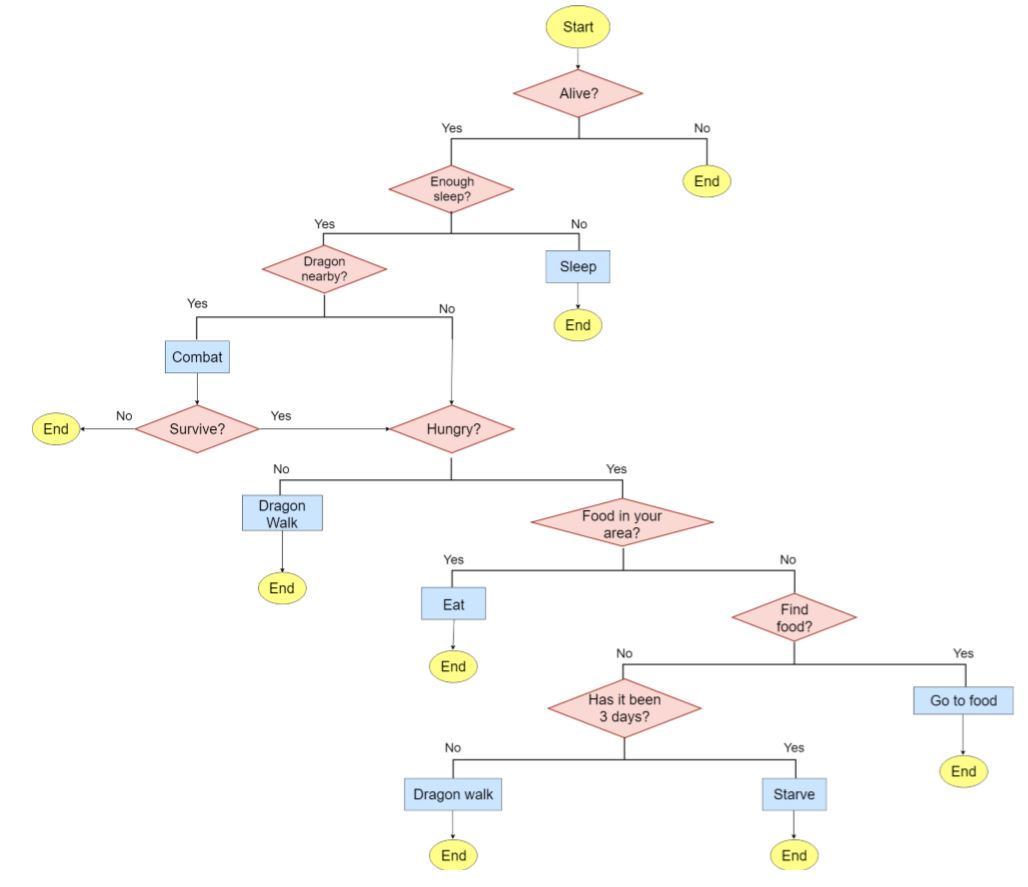 Start
Alive?
Yes
No
Enough
sleep?
End
Yes
No
Dragon
nearby?
Sleep
Yes
No
End
Combat
End
No
Survive?
Yes
Hungry?
No
Yes
Dragon
Walk
Food in your
area?
Yes
No
End
Eat
Find
food?
End
No
Yes
Has it been
3 days?
Go to food
No
Yes
End
Dragon walk
Starve
End
End